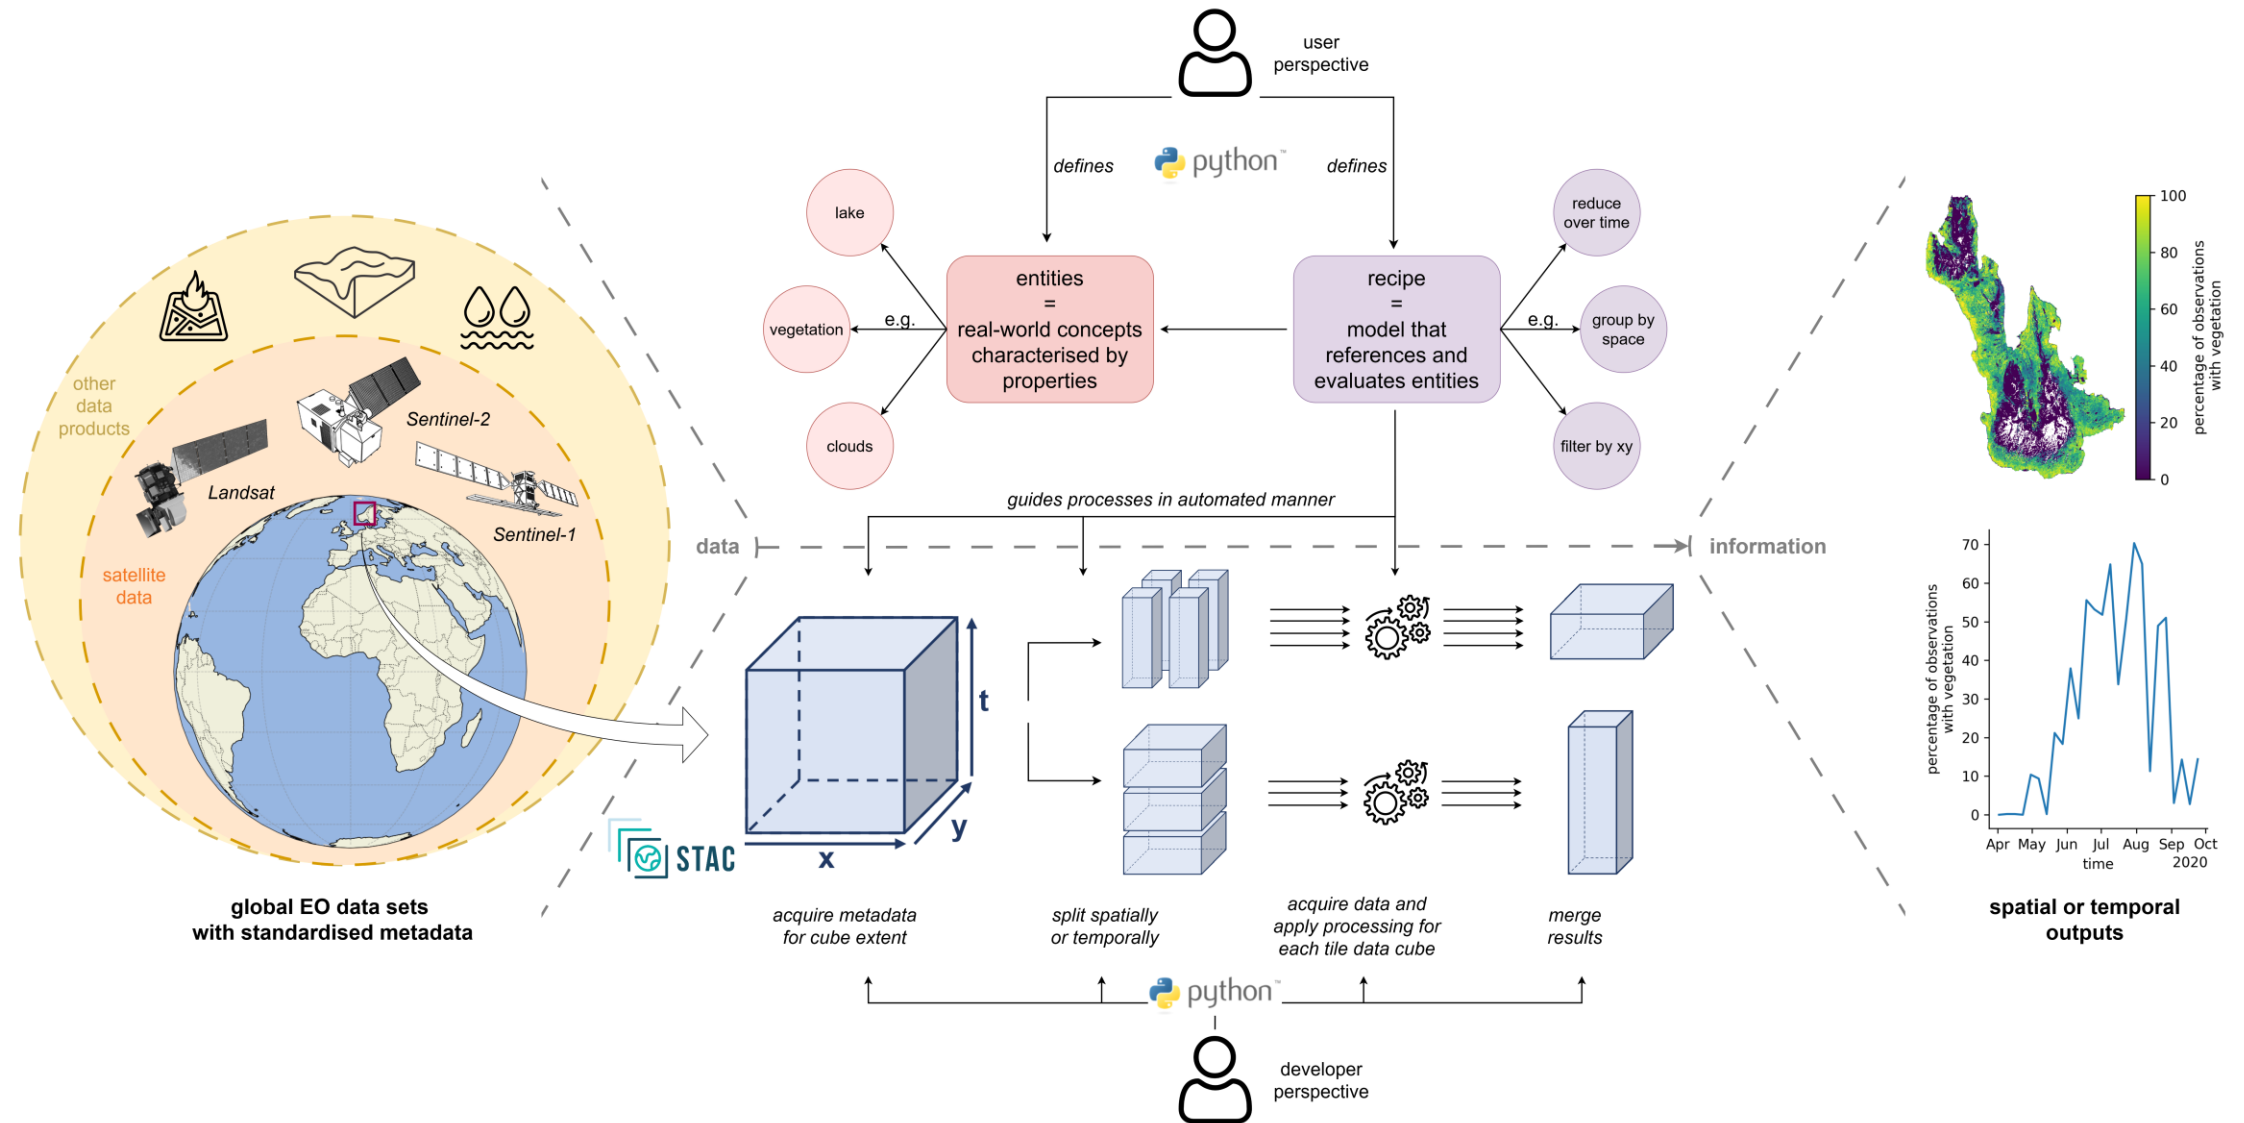 user
perspective
defines
python™
defines
lake
vegetation
clouds
e.g.
entities
=
real-world concepts
characterised by
properties
recipe
=
model that
references and
evaluates entities
e.g.
reduce
over time
group by
space
filter by xy
guides processes in automated manner
other
data
products
Sentinel-2
Landsat
Sentinel-1
satellite
data
global EO data sets
with standardised metadata
data
information
STAC
t
y
x
acquire metadata
for cube extent
split spatially
or temporally
acquire data and
apply processing for
each tile data cube
merge
results
python™
developer
perspective
100
80
60
40
20
0
percentage of observations
with vegetation
70
60
50
40
30
20
10
0
percentage of observations
with vegetation
Apr May Jun Jul Aug Sep Oct
time
2020
spatial or temporal
outputs